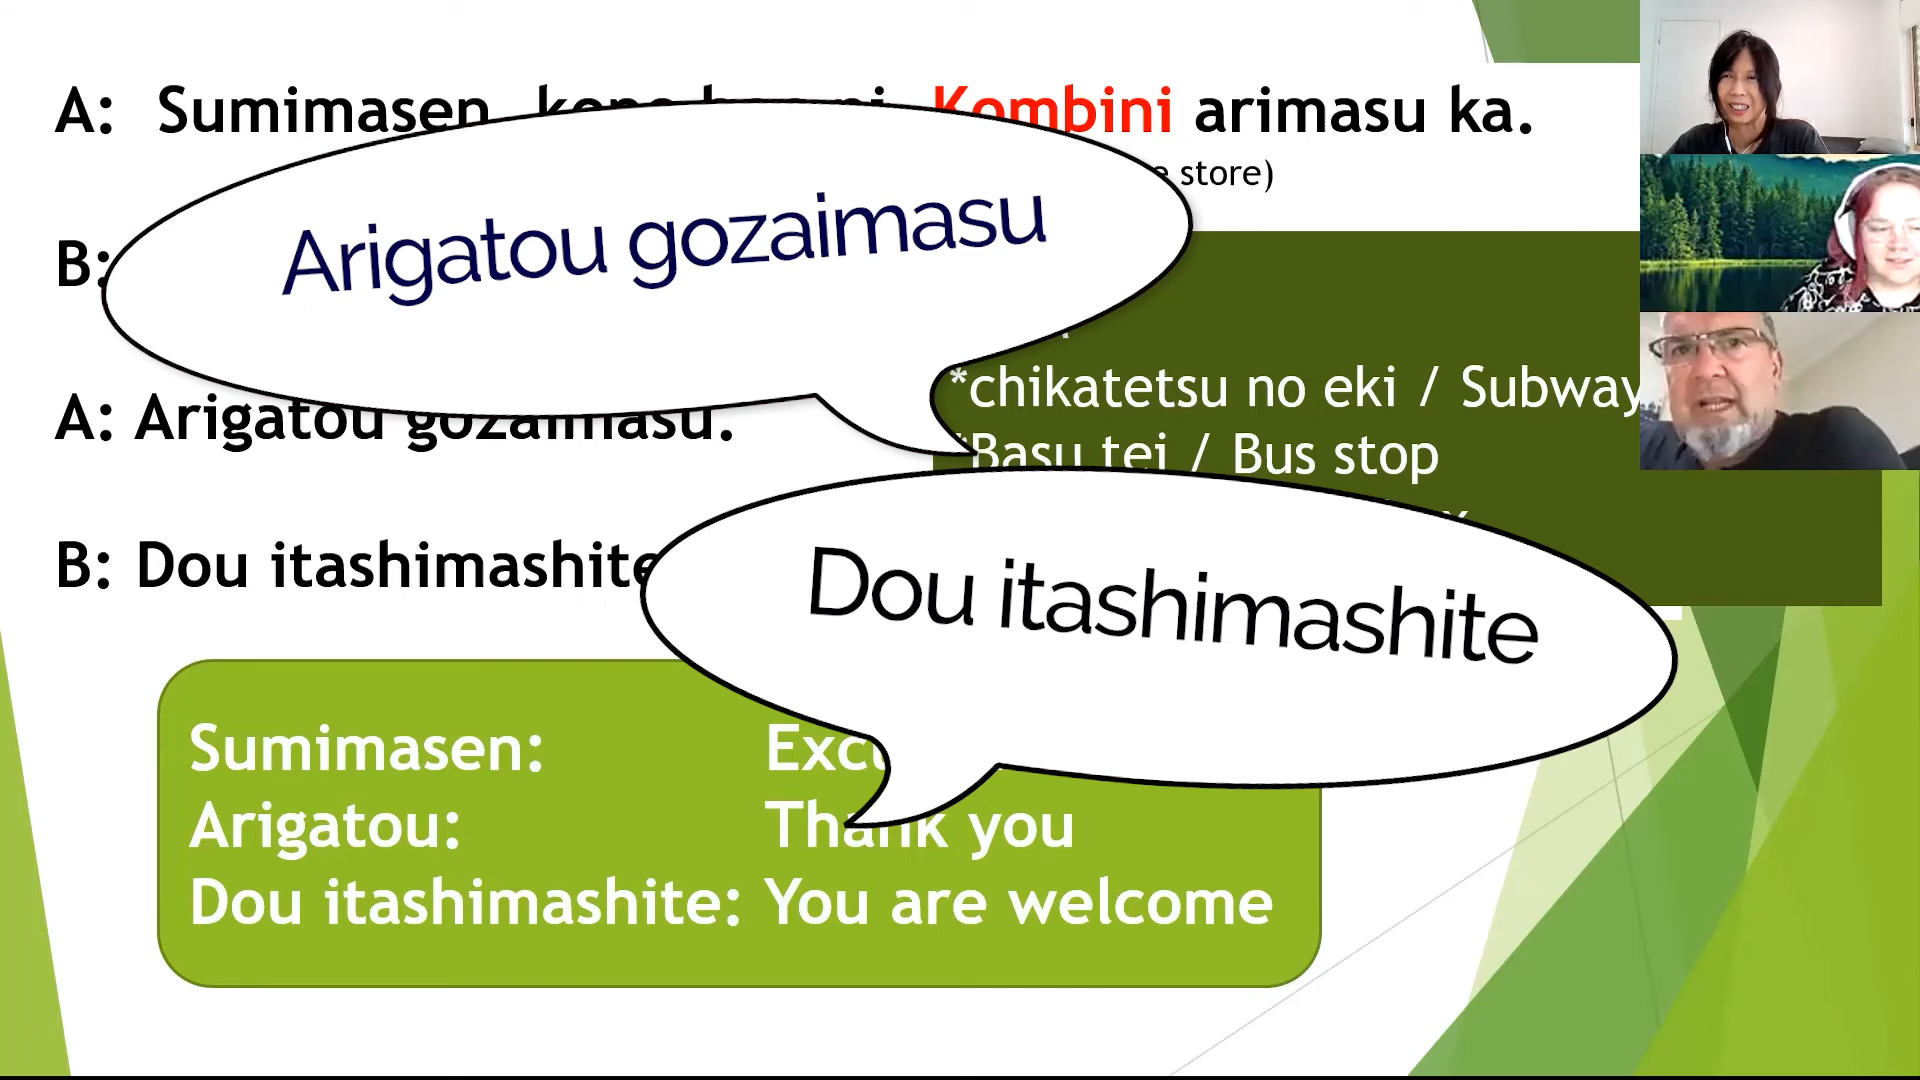 A: Sumimasen, kono hen ni, Kombini arimasu ka.
store)
B:
Arigatou gozaimasu
*chikatetsu no eki / Subway
A: Arigatou gozaimasu.
*Basu tei / Bus stop
B: Dou itashimashite
Dou itashimashite
Sumimasen:
Arigatou: Thank you
Dou itashimashite: You are welcome